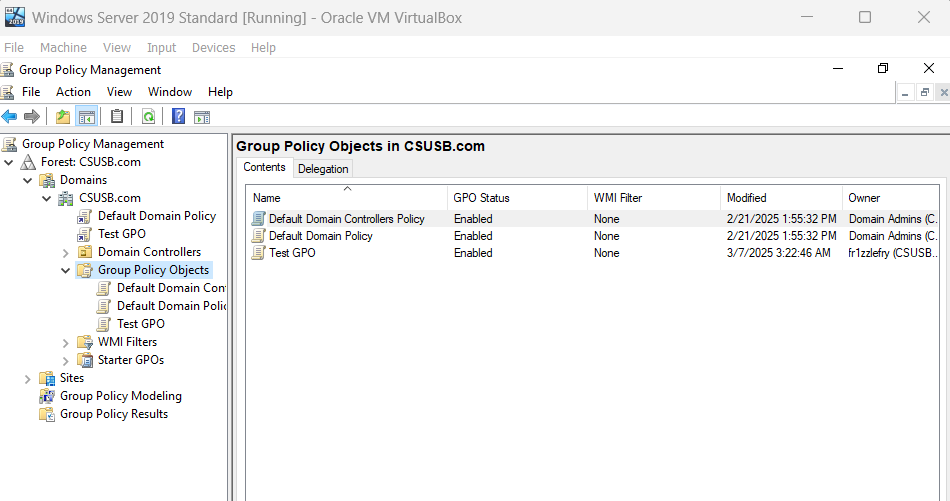 Windows Server 2019 Standard [Running] - Oracle VM VirtualBox
File Machine View Input Devices Help
Group Policy Management
File Action View Window Help
Group Policy Management
Forest: CSUSB.com
Domains
CSUSB.com
Default Domain Policy
Test GPO
Domain Controllers
Group Policy Objects
Default Domain Con
Default Domain Polic
Test GPO
WMI Filters
Starter GPOs
Sites
Group Policy Modeling
Group Policy Results
Group Policy Objects in CSUSB.com
Contents Delegation
Name GPO Status WMI Filter Modified Owner
Default Domain Controllers Policy Enabled None 2/21/2025 1:55:32 PM Domain Admins (C...
Default Domain Policy Enabled None 2/21/2025 1:55:32 PM Domain Admins (C...
Test GPO Enabled None 3/7/2025 3:22:46 AM fr1zzlefry (CSUSB...